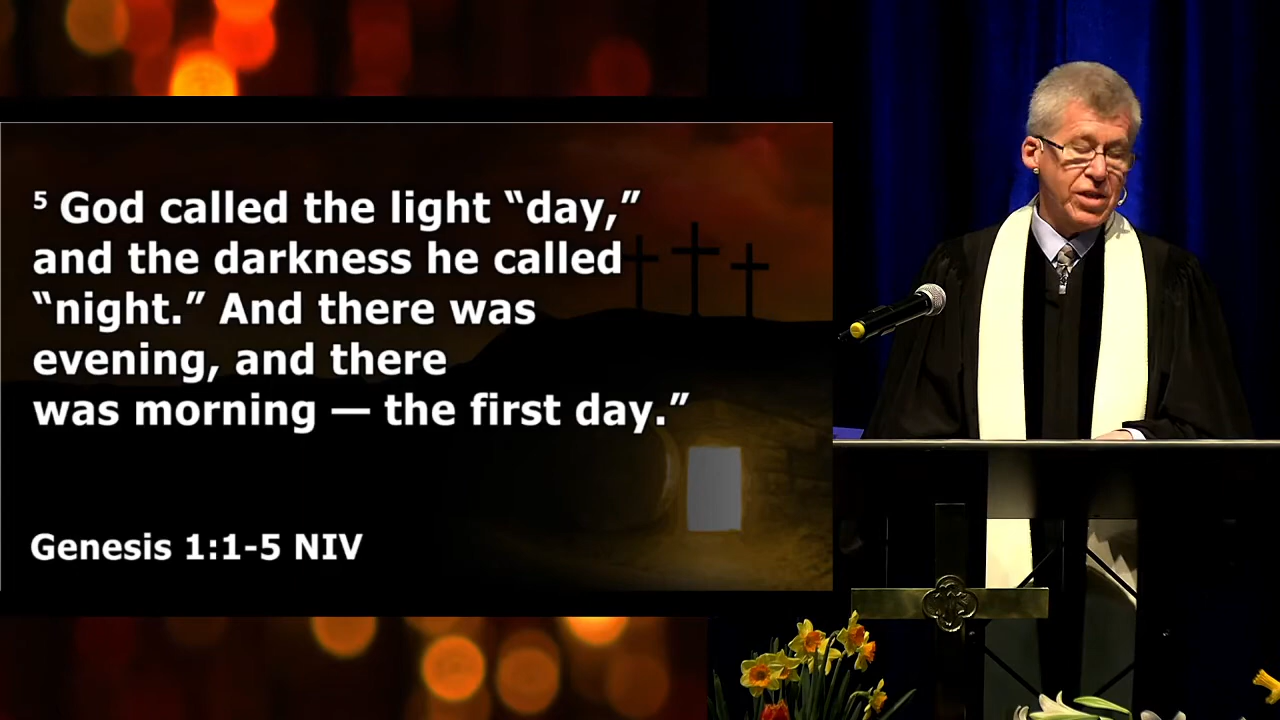 ⁵ God called the light “day,”
and the darkness he called
“night.” And there was
evening, and there
was morning — the first day.”
Genesis 1:1-5 NIV